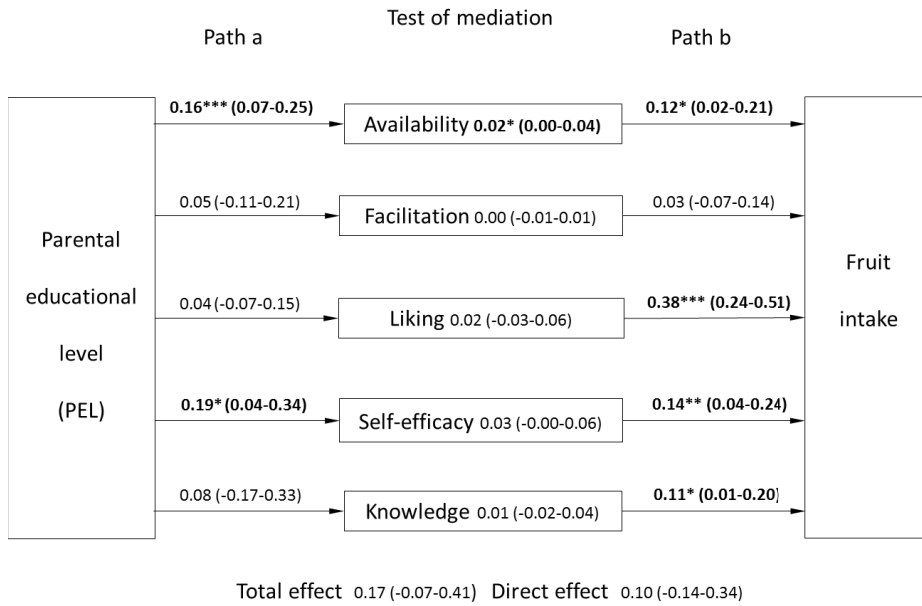 Test of mediation
Path a
Path b
Parental
educational
level
(PEL)
0.16*** (0.07-0.25)
Availability 0.02* (0.00-0.04)
0.12* (0.02-0.21)
0.05 (-0.11-0.21)
Facilitation 0.00 (-0.01-0.01)
0.03 (-0.07-0.14)
0.04 (-0.07-0.15)
Liking 0.02 (-0.03-0.06)
0.38*** (0.24-0.51)
0.19* (0.04-0.34)
Self-efficacy 0.03 (-0.00-0.06)
0.14** (0.04-0.24)
0.08 (-0.17-0.33)
Knowledge 0.01 (-0.02-0.04)
0.11* (0.01-0.20)
Fruit
intake
Total effect 0.17 (-0.07-0.41) Direct effect 0.10 (-0.14-0.34)